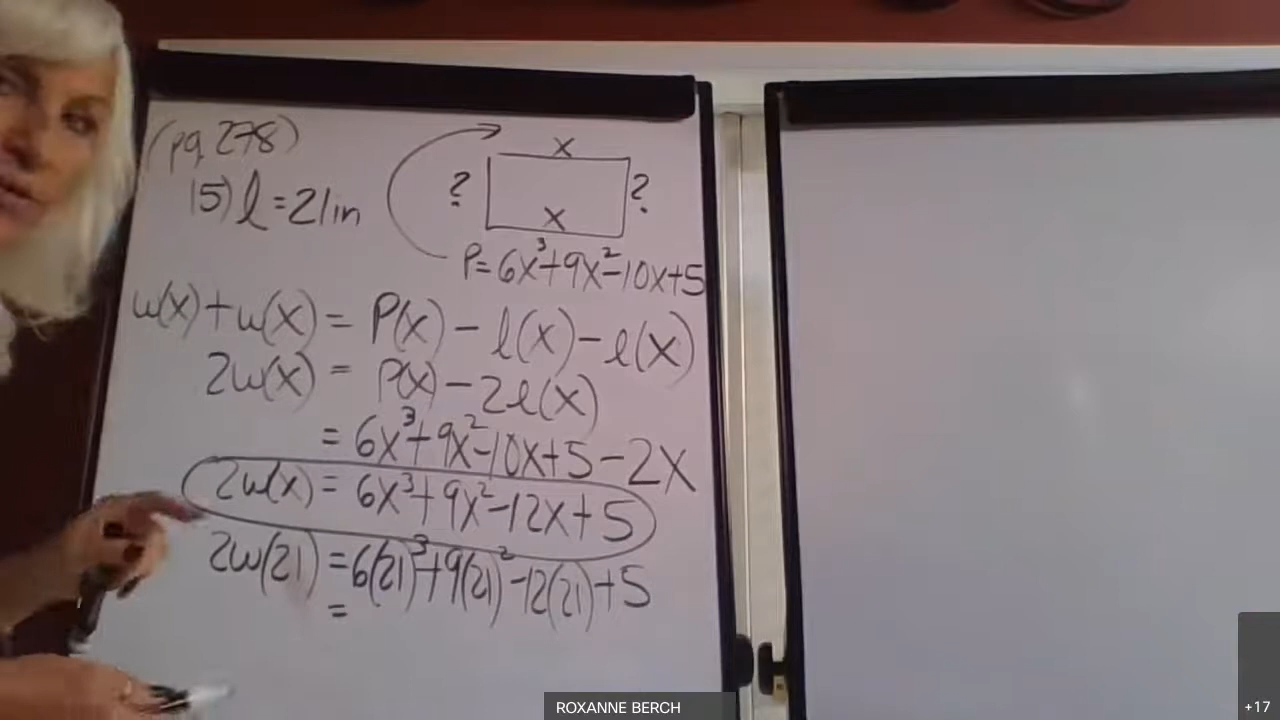 (pg 278)
15) l = 21in
x
?
?
x
P = 6x³+9x²-10x+5
w(x)+w(x) = P(x) - l(x) - l(x)
2w(x) = P(x) - 2l(x)
= 6x³+9x²-10x+5-2x
2w(x) = 6x³+9x²-12x+5
2w(21) = 6(21)³+9(21)²-12(21)+5
=
ROXANNE BERCH
+17